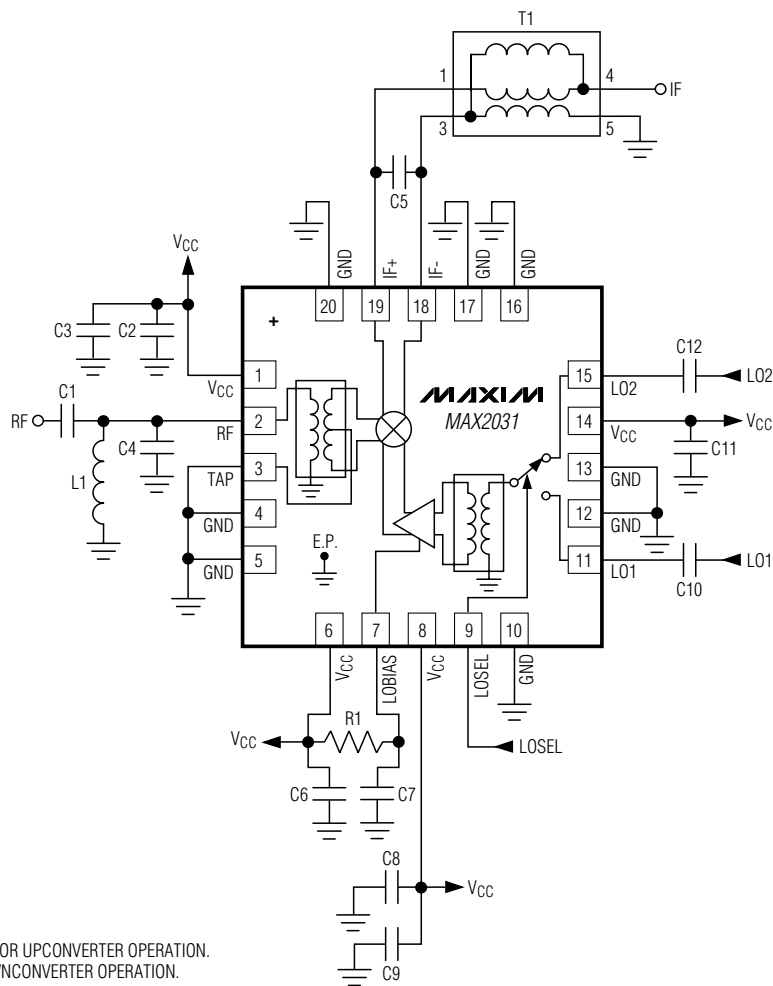 T1
1
4
IF
3
5
C5
VCC
GND
IF+
IF-
GND
GND
20
19
18
17
16
C3
C2
+
C12
1
VCC
MAXIM
MAX2031
15
LO2
LO2
C1
RF
2
RF
14
VCC
VCC
C4
C11
L1
3
TAP
13
GND
4
GND
12
GND
E.P.
5
GND
11
LO1
LO1
C10
6
7
8
9
10
VCC
LOBIAS
VCC
LOSEL
GND
R1
VCC
LOSEL
C6
C7
C8
VCC
C9
OR UPCONVERTER OPERATION.
NCONVERTER OPERATION.